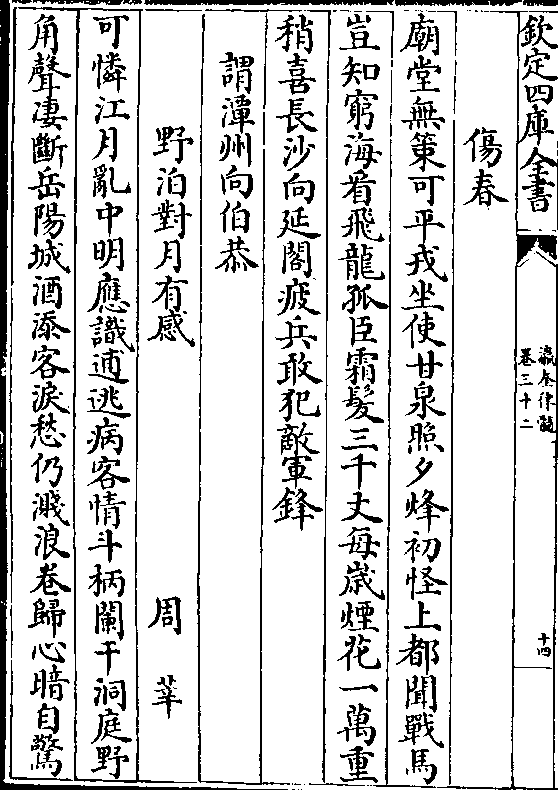 欽定四庫全書
瀛奎律髓
卷三十二
十四
傷春
廟堂無策可平戎坐使甘泉照夕烽初怪上都聞戰馬
豈知窮海看飛龍孤臣霜髮三千丈每歲煙花一萬重
稍喜長沙向延閣疲兵敢犯敵軍鋒
謂潭州向伯恭
野泊對月有感 周莘
可憐江月亂中明應識逋逃病客情斗柄闌干洞庭野
角聲凄斷岳陽城酒添客淚愁仍濺浪卷歸心暗自驚